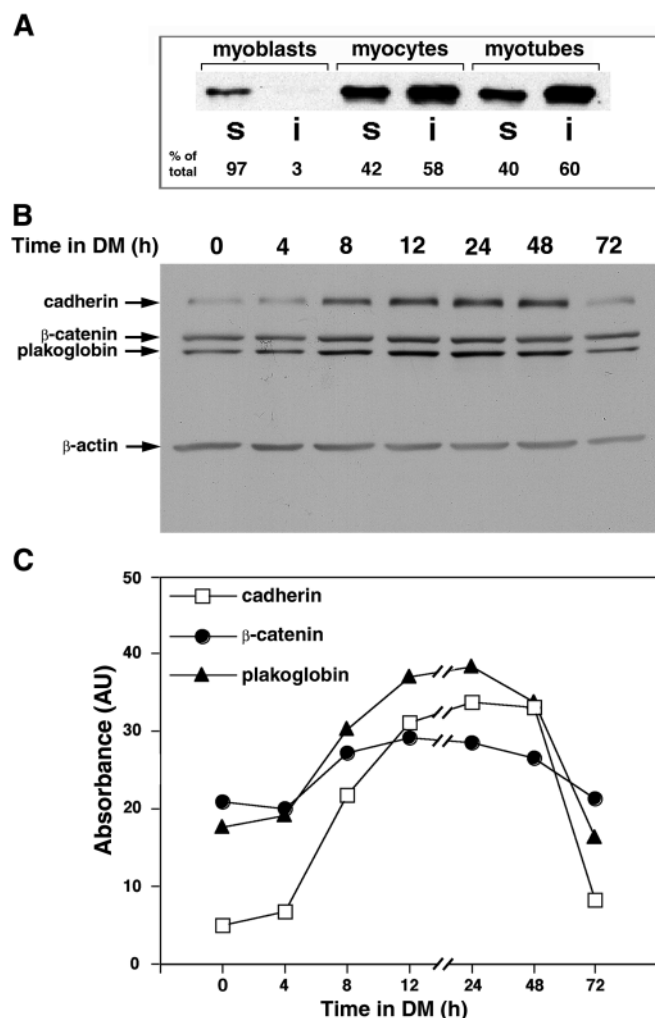 A
myoblasts myocytes myotubes
s i s i s i
% of total 97 3 42 58 40 60
B
Time in DM (h) 0 4 8 12 24 48 72
cadherin
β-catenin
plakoglobin
β-actin
C
50
cadherin
β-catenin
40
plakoglobin
30
20
10
0
Absorbance (AU)
0 4 8 12 24 48 72
Time in DM (h)